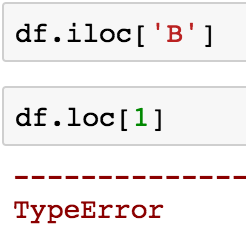 df.iloc['B']
df.loc[1]
---------------
TypeError